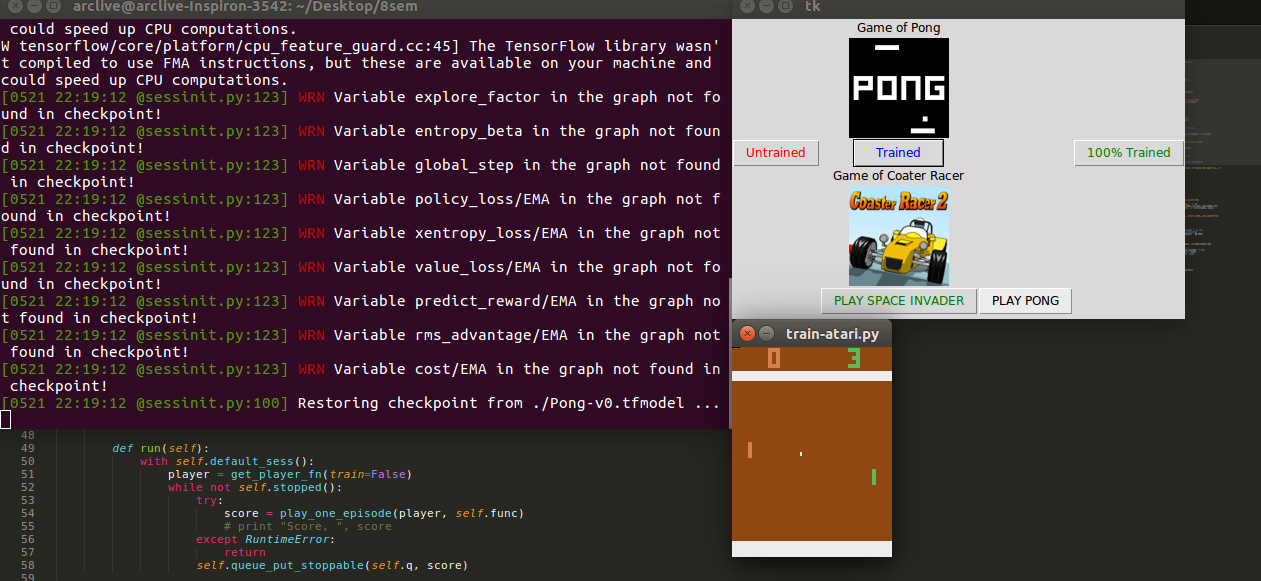 arclive@arclive-Inspiron-3542: ~/Desktop/8sem
could speed up CPU computations.
W tensorflow/core/platform/cpu_feature_guard.cc:45] The TensorFlow library wasn'
t compiled to use FMA instructions, but these are available on your machine and
could speed up CPU computations.
[0521 22:19:12 @sessinit.py:123] WRN Variable explore_factor in the graph not fo
und in checkpoint!
[0521 22:19:12 @sessinit.py:123] WRN Variable entropy_beta in the graph not foun
d in checkpoint!
[0521 22:19:12 @sessinit.py:123] WRN Variable global_step in the graph not found
in checkpoint!
[0521 22:19:12 @sessinit.py:123] WRN Variable policy_loss/EMA in the graph not f
ound in checkpoint!
[0521 22:19:12 @sessinit.py:123] WRN Variable xentropy_loss/EMA in the graph not
found in checkpoint!
[0521 22:19:12 @sessinit.py:123] WRN Variable value_loss/EMA in the graph not fo
und in checkpoint!
[0521 22:19:12 @sessinit.py:123] WRN Variable predict_reward/EMA in the graph no
t found in checkpoint!
[0521 22:19:12 @sessinit.py:123] WRN Variable rms_advantage/EMA in the graph not
found in checkpoint!
[0521 22:19:12 @sessinit.py:123] WRN Variable cost/EMA in the graph not found in
checkpoint!
[0521 22:19:12 @sessinit.py:100] Restoring checkpoint from ./Pong-v0.tfmodel ...
48
49 def run(self):
50 with self.default_sess():
51 player = get_player_fn(train=False)
52 while not self.stopped():
53 try:
54 score = play_one_episode(player, self.func)
55 # print "Score, ", score
56 except RuntimeError:
57 return
58 self.queue_put_stoppable(self.q, score)
59
tk
Game of Pong
PONG
Untrained
Trained
100% Trained
Game of Coater Racer
Coaster Racer 2
PLAY SPACE INVADER
PLAY PONG
train-atari.py
0 3